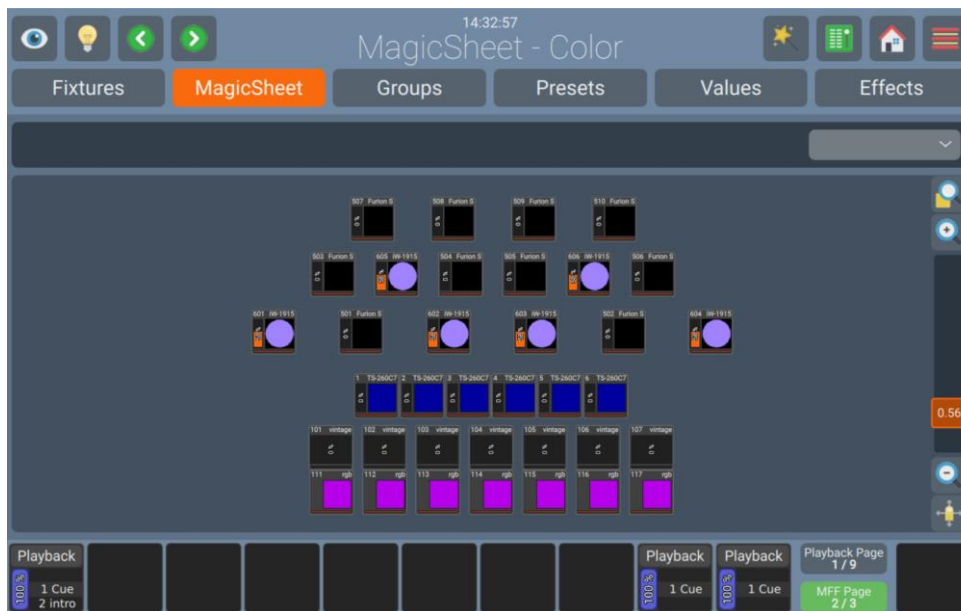 14:32:57
MagicSheet - Color
Fixtures MagicSheet Groups Presets Values Effects
507 Furion S 508 Furion S 509 Furion S 510 Furion S
503 Furion S 605 iW-1915 504 Furion S 505 Furion S 606 iW-1915 506 Furion S
601 iW-1915 501 Furion S 602 iW-1915 603 iW-1915 502 Furion S 604 iW-1915
1 TS-260C7 2 TS-260C7 3 TS-260C7 4 TS-260C7 5 TS-260C7 6 TS-260C7
0.56
101 vintage 102 vintage 103 vintage 104 vintage 105 vintage 106 vintage 107 vintage
111 rgb 112 rgb 113 rgb 114 rgb 115 rgb 116 rgb 117 rgb
Playback Playback Playback Playback Page
1 / 9
100 % 1 Cue 100 % 1 Cue 100 % 1 Cue MFF Page
2 intro 2 / 3